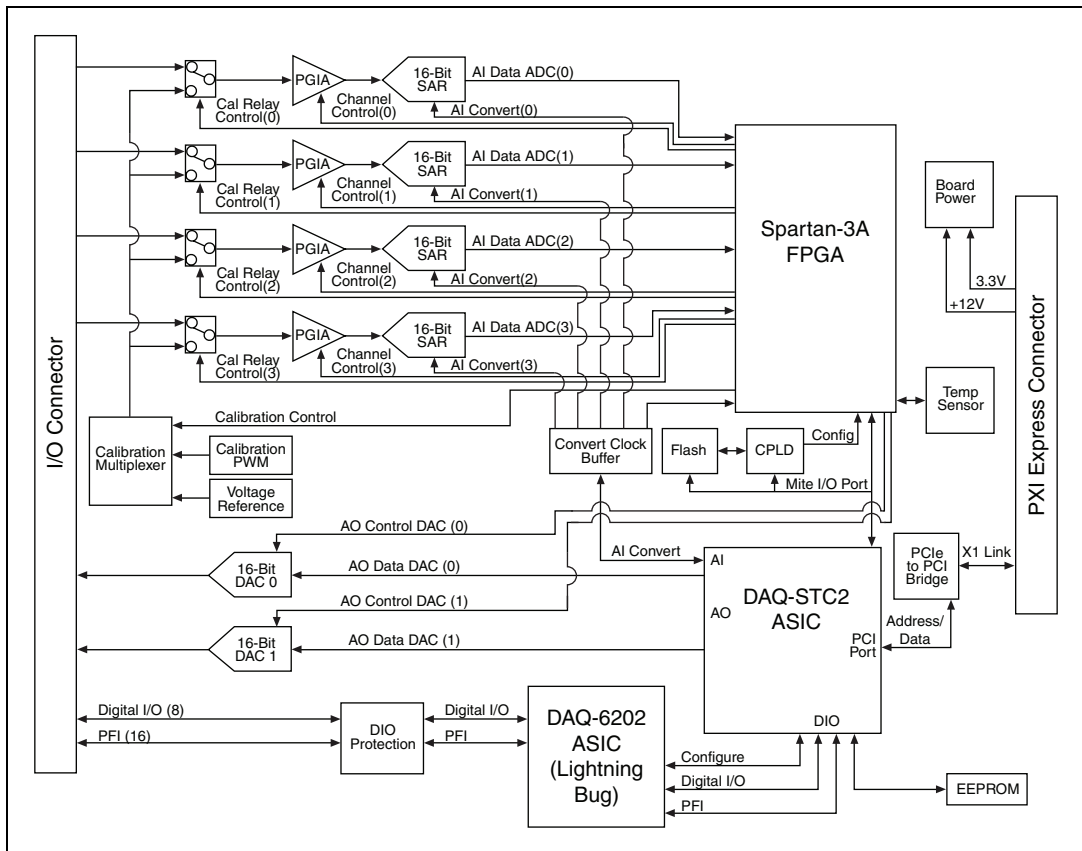 I/O Connector
PGIA
16-Bit
SAR
AI Data ADC(0)
Cal Relay
Control(0)
Channel
Control(0)
AI Convert(0)
PGIA
16-Bit
SAR
AI Data ADC(1)
Cal Relay
Control(1)
Channel
Control(1)
AI Convert(1)
PGIA
16-Bit
SAR
AI Data ADC(2)
Cal Relay
Control(2)
Channel
Control(2)
AI Convert(2)
PGIA
16-Bit
SAR
AI Data ADC(3)
Cal Relay
Control(3)
Channel
Control(3)
AI Convert(3)
Spartan-3A
FPGA
Board
Power
3.3V
+12V
PXI Express Connector
Temp
Sensor
Calibration Control
Calibration
Multiplexer
Calibration
PWM
Voltage
Reference
Convert Clock
Buffer
Flash
CPLD
Config
Mite I/O Port
AO Control DAC (0)
16-Bit
DAC 0
AO Data DAC (0)
AO Control DAC (1)
16-Bit
DAC 1
AO Data DAC (1)
AI Convert
AI
AO
DAQ-STC2
ASIC
PCI
Port
DIO
PCIe
to PCI
Bridge
X1 Link
Address/
Data
Digital I/O (8)
PFI (16)
DIO
Protection
Digital I/O
PFI
DAQ-6202
ASIC
(Lightning
Bug)
Configure
Digital I/O
PFI
EEPROM